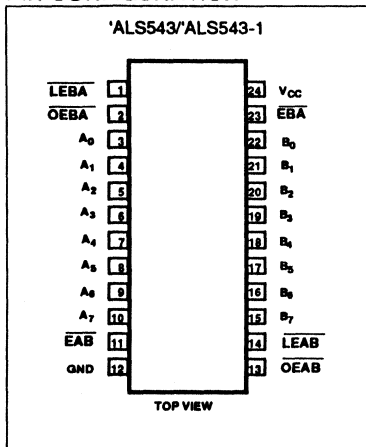 'ALS543/'ALS543-1
LEBA 1 24 VCC
OEBA 2 23 EBA
A0 3 22 B0
A1 4 21 B1
A2 5 20 B2
A3 6 19 B3
A4 7 18 B4
A5 8 17 B5
A6 9 16 B6
A7 10 15 B7
EAB 11 14 LEAB
GND 12 13 OEAB
TOP VIEW